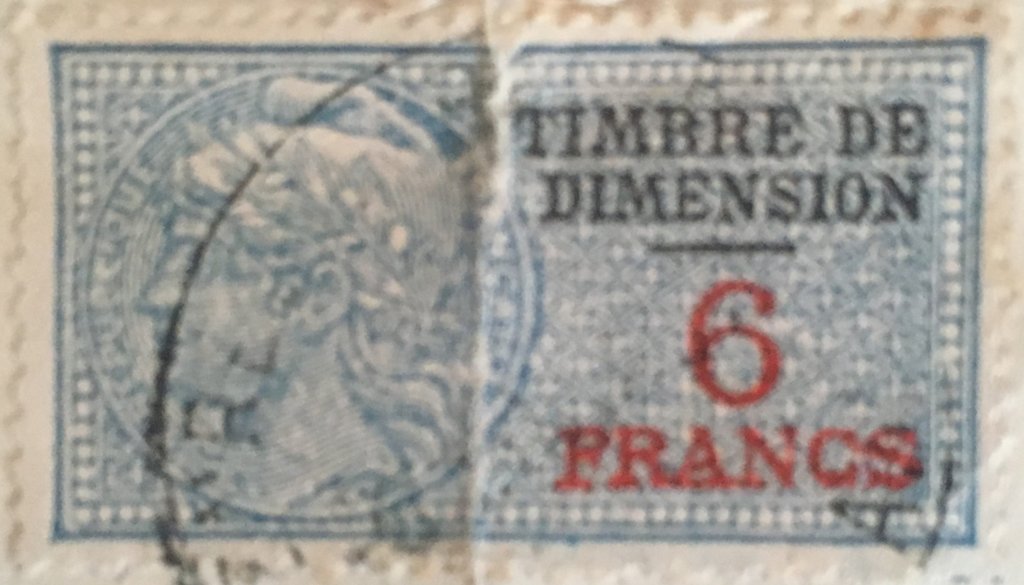 TIMBRE DE
DIMENSION
6
FRANCS